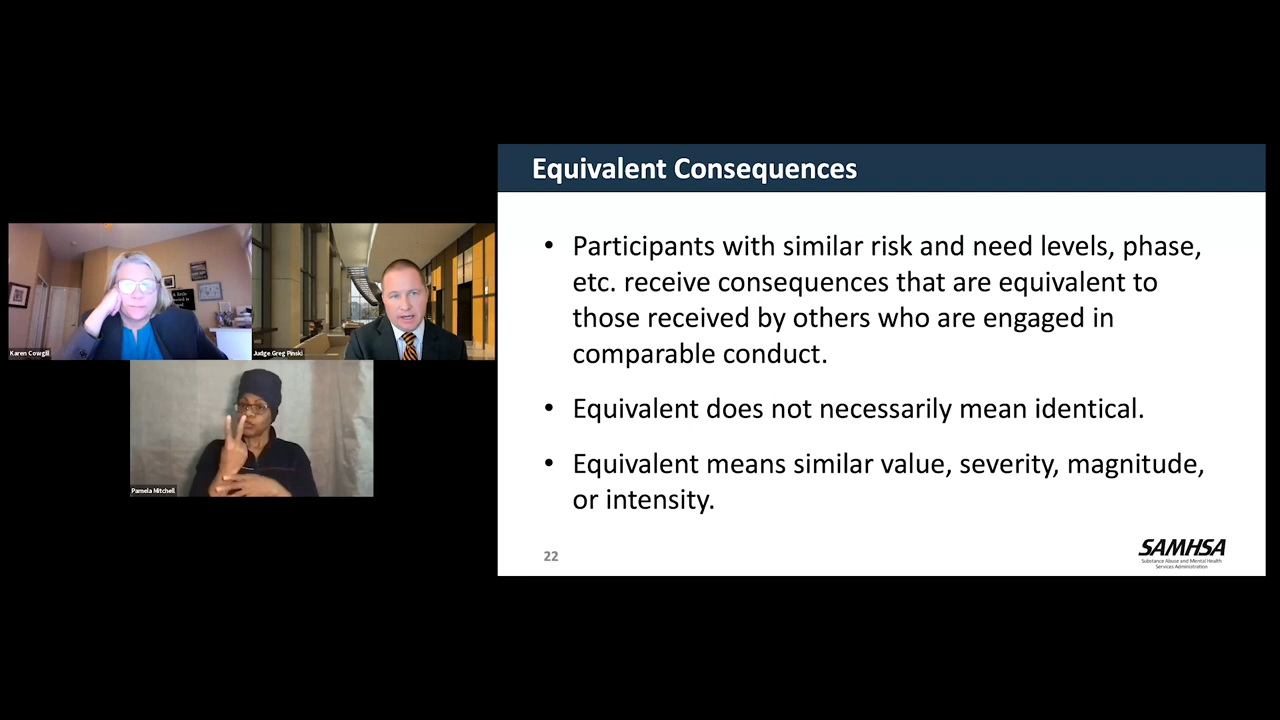 Equivalent Consequences
• Participants with similar risk and need levels, phase,
etc. receive consequences that are equivalent to
those received by others who are engaged in
comparable conduct.
• Equivalent does not necessarily mean identical.
• Equivalent means similar value, severity, magnitude,
or intensity.
22
SAMHSA
Substance Abuse and Mental Health
Services Administration
Karen Cowgill
Judge Greg Pinski
Pamela Mitchell